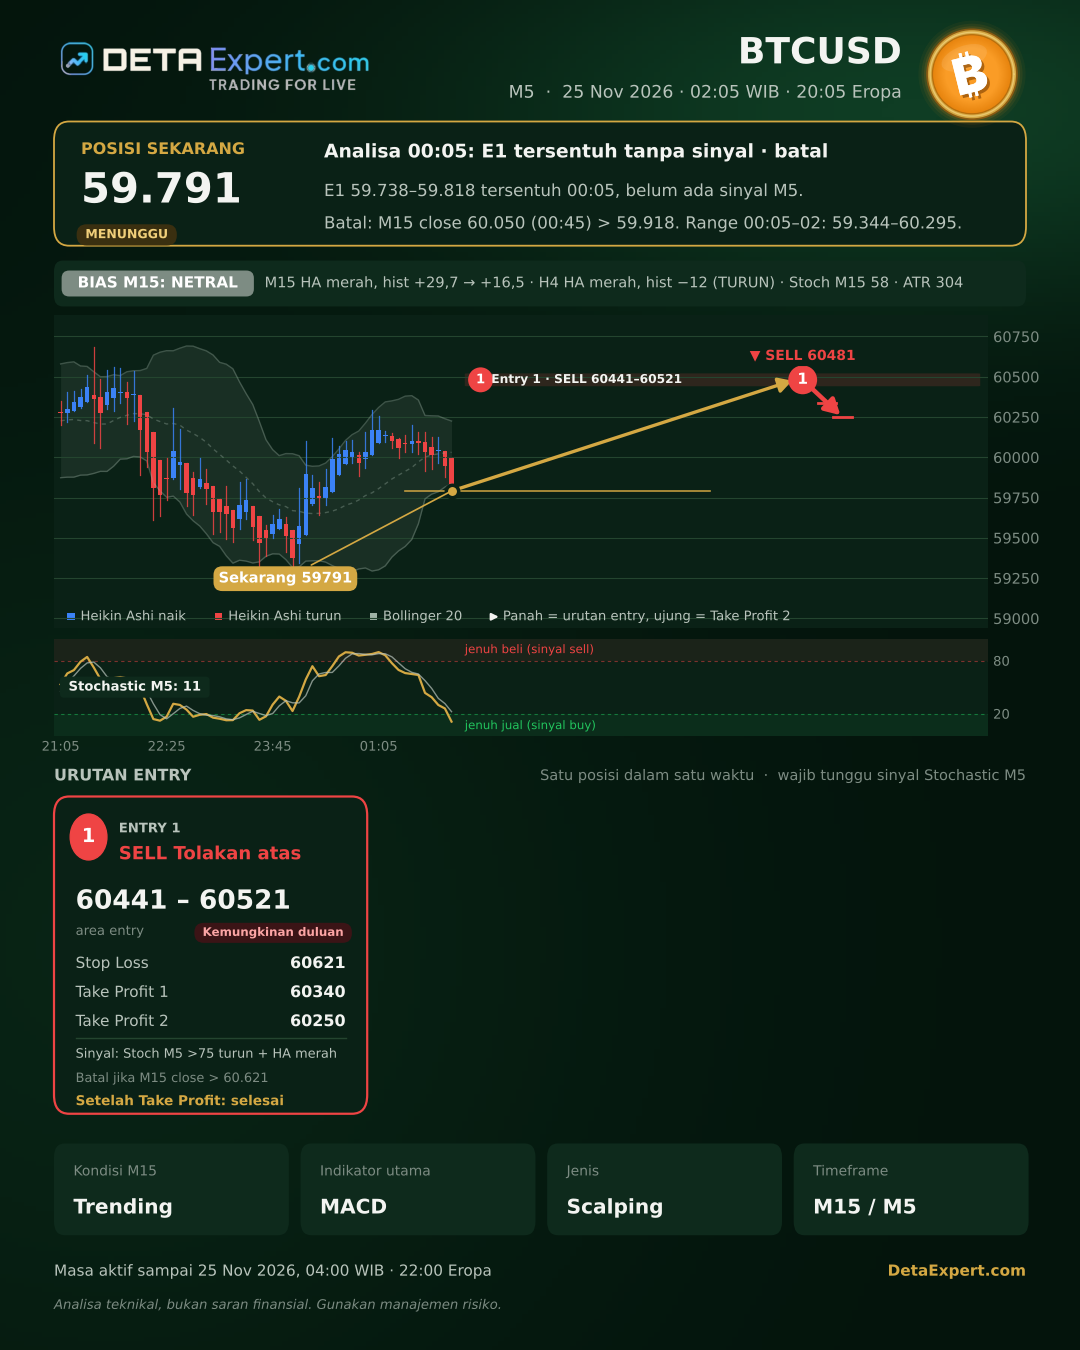 DETA Expert.com
TRADING FOR LIVE
BTCUSD
M5 · 25 Nov 2026 · 02:05 WIB · 20:05 Eropa
POSISI SEKARANG
59.791
MENUNGGU
Analisa 00:05: E1 tersentuh tanpa sinyal · batal
E1 59.738–59.818 tersentuh 00:05, belum ada sinyal M5.
Batal: M15 close 60.050 (00:45) > 59.918. Range 00:05–02: 59.344–60.295.
BIAS M15: NETRAL
M15 HA merah, hist +29,7 → +16,5 · H4 HA merah, hist −12 (TURUN) · Stoch M15 58 · ATR 304
60750
60500
60250
60000
59750
59500
59250
59000
▼ SELL 60481
1 Entry 1 · SELL 60441–60521
1
Sekarang 59791
Heikin Ashi naik
Heikin Ashi turun
Bollinger 20
Panah = urutan entry, ujung = Take Profit 2
jenuh beli (sinyal sell)
80
Stochastic M5: 11
20
jenuh jual (sinyal buy)
21:05 22:25 23:45 01:05
URUTAN ENTRY
Satu posisi dalam satu waktu · wajib tunggu sinyal Stochastic M5
1
ENTRY 1
SELL Tolakan atas
60441 – 60521
area entry
Kemungkinan duluan
Stop Loss 60621
Take Profit 1 60340
Take Profit 2 60250
Sinyal: Stoch M5 >75 turun + HA merah
Batal jika M15 close > 60.621
Setelah Take Profit: selesai
Kondisi M15
Trending
Indikator utama
MACD
Jenis
Scalping
Timeframe
M15 / M5
Masa aktif sampai 25 Nov 2026, 04:00 WIB · 22:00 Eropa
DetaExpert.com
Analisa teknikal, bukan saran finansial. Gunakan manajemen risiko.